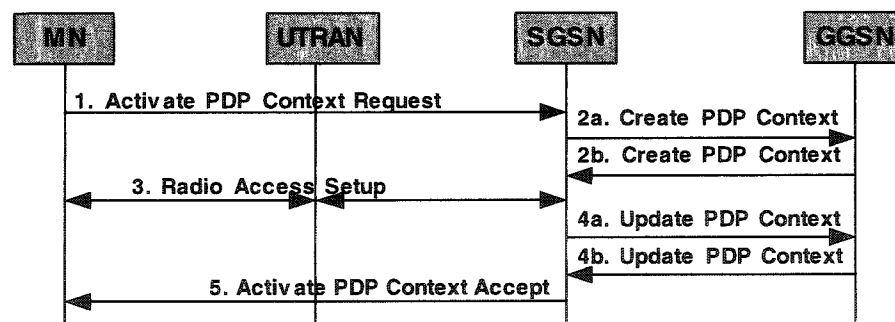 MN UTRAN SGSN GGSN
1. Activate PDP Context Request
2a. Create PDP Context
2b. Create PDP Context
3. Radio Access Setup
4a. Update PDP Context
4b. Update PDP Context
5. Activate PDP Context Accept